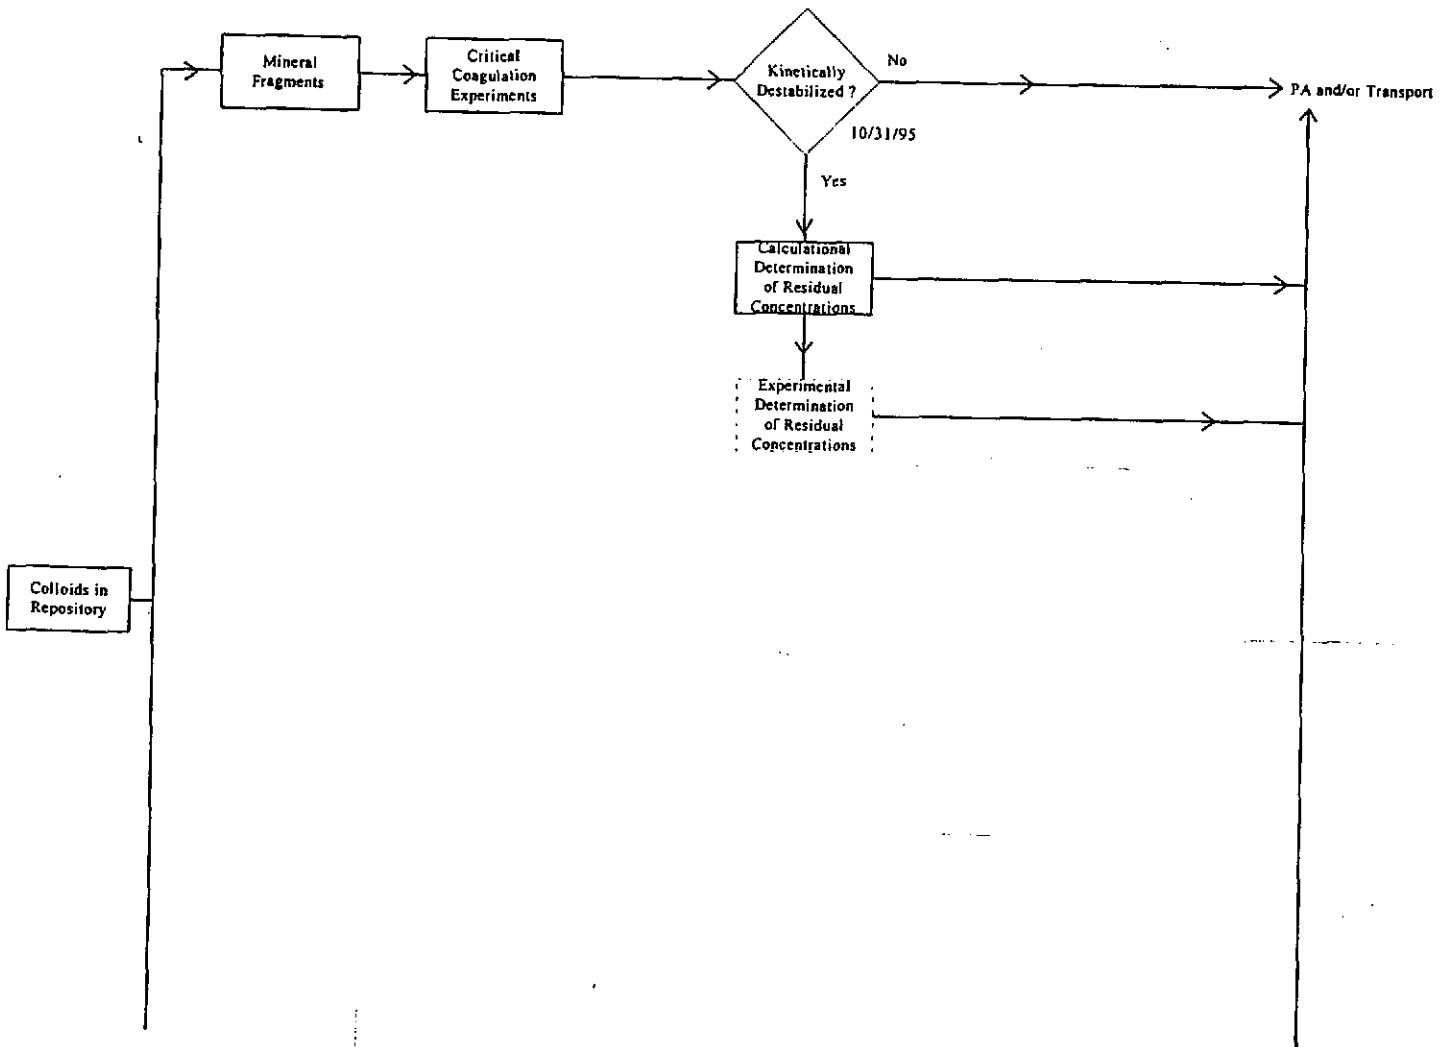 Mineral
Fragments
Critical
Coagulation
Experiments
Kinetically
Destabilized ?
No
PA and/or Transport
10/31/95
Yes
Calculational
Determination
of Residual
Concentrations
Experimental
Determination
of Residual
Concentrations
Colloids in
Repository